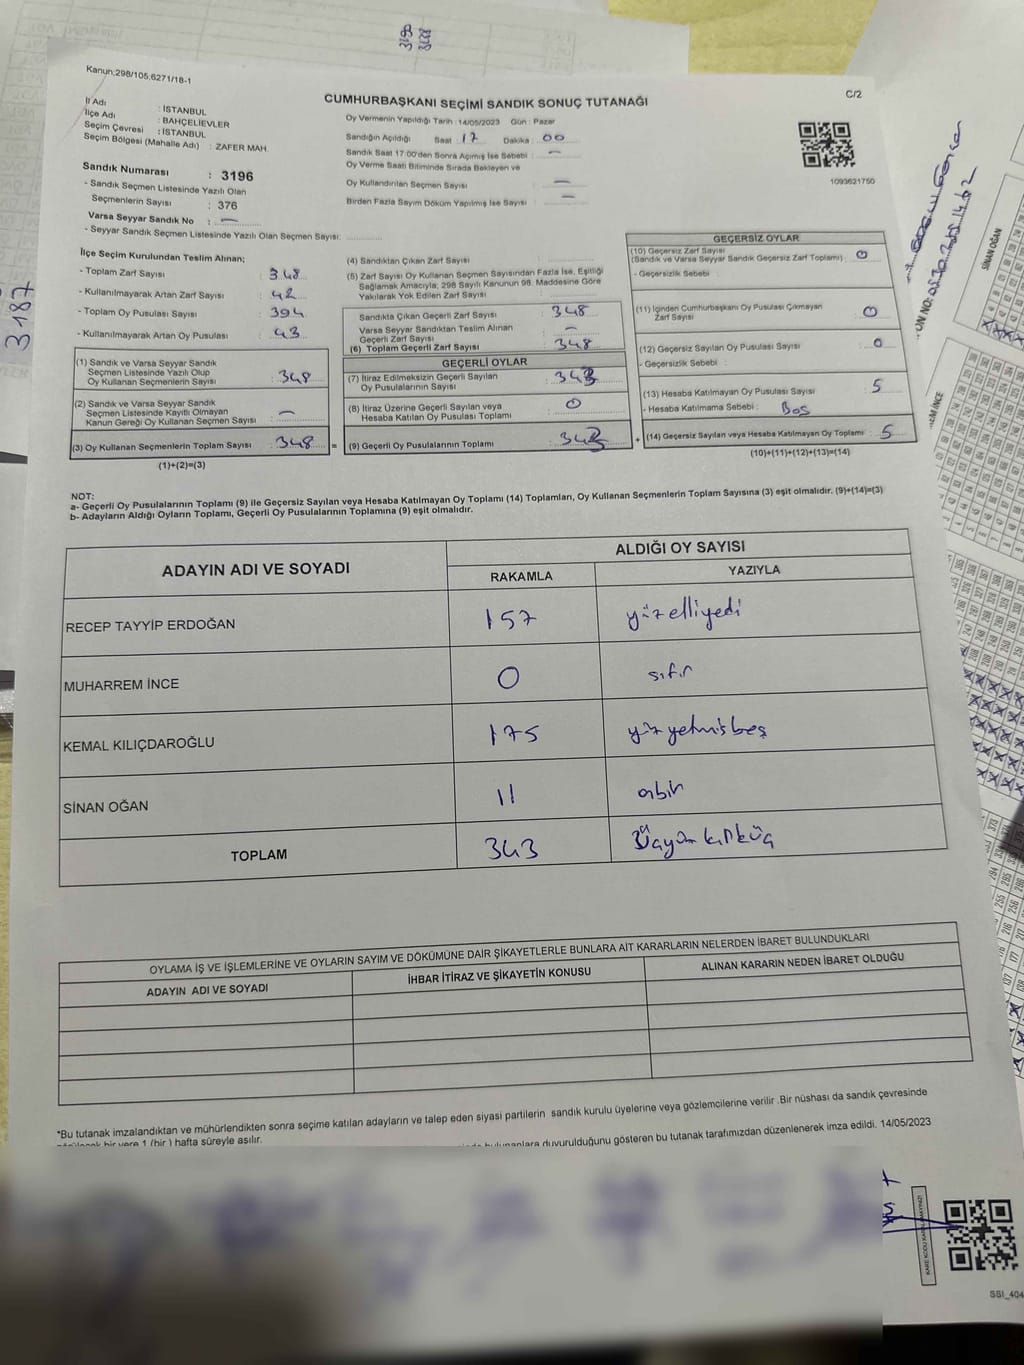 3190
3188
3187
Kanun;298/105;6271/18-1
C/2
CUMHURBAŞKANI SEÇİMİ SANDIK SONUÇ TUTANAĞI
İl Adı : İSTANBUL
İlçe Adı : BAHÇELİEVLER
Seçim Çevresi : İSTANBUL
Seçim Bölgesi (Mahalle Adı) : ZAFER MAH.
Oy Vermenin Yapıldığı Tarih : 14/05/2023 Gün : Pazar
Sandığın Açıldığı Saat : 17 Dakika : 00
Sandık Saat 17:00'den Sonra Açımış İse Sebebi : —
Oy Verme Saati Bitiminde Sırada Bekleyen ve
Oy Kullandırılan Seçmen Sayısı : —
Birden Fazla Sayım Döküm Yapılmış İse Sayısı : —
1093621750
Sandık Numarası : 3196
- Sandık Seçmen Listesinde Yazılı Olan
Seçmenlerin Sayısı : 376
Varsa Seyyar Sandık No : —
- Seyyar Sandık Seçmen Listesinde Yazılı Olan Seçmen Sayısı:
İlçe Seçim Kurulundan Teslim Alınan;
- Toplam Zarf Sayısı : 348
- Kullanılmayarak Artan Zarf Sayısı : 42
- Toplam Oy Pusulası Sayısı : 394
- Kullanılmayarak Artan Oy Pusulası : 43
(1) Sandık ve Varsa Seyyar Sandık
Seçmen Listesinde Yazılı Olup
Oy Kullanan Seçmenlerin Sayısı : 348
(2) Sandık ve Varsa Seyyar Sandık
Seçmen Listesinde Kayıtlı Olmayan
Kanun Gereği Oy Kullanan Seçmen Sayısı : —
(3) Oy Kullanan Seçmenlerin Toplam Sayısı : 348 =
(1)+(2)=(3)
(4) Sandıktan Çıkan Zarf Sayısı :
(5) Zarf Sayısı Oy Kullanan Seçmen Sayısından Fazla İse, Eşitliği
Sağlamak Amacıyla, 298 Sayılı Kanunun 98. Maddesine Göre
Yakılarak Yok Edilen Zarf Sayısı :
Sandıkta Çıkan Geçerli Zarf Sayısı : 348
Varsa Seyyar Sandıktan Teslim Alınan
Geçerli Zarf Sayısı : —
(6) Toplam Geçerli Zarf Sayısı : 348
GEÇERLİ OYLAR
(7) İtiraz Edilmeksizin Geçerli Sayılan
Oy Pusulalarının Sayısı : 343
(8) İtiraz Üzerine Geçerli Sayılan veya
Hesaba Katılan Oy Pusulası Toplamı : 0
(9) Geçerli Oy Pusulalarının Toplamı : 343 +
GEÇERSİZ OYLAR
(10) Geçersiz Zarf Sayısı
(Sandık ve Varsa Seyyar Sandık Geçersiz Zarf Toplamı) : 0
- Geçersizlik Sebebi :
(11) İçinden Cumhurbaşkanı Oy Pusulası Çıkmayan
Zarf Sayısı : 0
(12) Geçersiz Sayılan Oy Pusulası Sayısı : 0
- Geçersizlik Sebebi :
(13) Hesaba Katılmayan Oy Pusulası Sayısı : 5
- Hesaba Katılmama Sebebi : Boş
(14) Geçersiz Sayılan veya Hesaba Katılmayan Oy Toplamı : 5
(10)+(11)+(12)+(13)=(14)
NOT:
a- Geçerli Oy Pusulalarının Toplamı (9) ile Geçersiz Sayılan veya Hesaba Katılmayan Oy Toplamı (14) Toplamları, Oy Kullanan Seçmenlerin Toplam Sayısına (3) eşit olmalıdır. (9)+(14)=(3)
b- Adayların Aldığı Oyların Toplamı, Geçerli Oy Pusulalarının Toplamına (9) eşit olmalıdır.
ADAYIN ADI VE SOYADI
ALDIĞI OY SAYISI
RAKAMLA YAZIYLA
RECEP TAYYİP ERDOĞAN 157 yüz elliyedi
MUHARREM İNCE 0 sıfır
KEMAL KILIÇDAROĞLU 175 yüz yetmişbeş
SİNAN OĞAN 11 onbir
TOPLAM 343 Üçyüz kırküç
OYLAMA İŞ VE İŞLEMLERİNE VE OYLARIN SAYIM VE DÖKÜMÜNE DAİR ŞİKAYETLERLE BUNLARA AİT KARARLARIN NELERDEN İBARET BULUNDUKLARI
ADAYIN ADI VE SOYADI
İHBAR İTİRAZ VE ŞİKAYETİN KONUSU
ALINAN KARARIN NEDEN İBARET OLDUĞU
*Bu tutanak imzalandıktan ve mühürlendikten sonra seçime katılan adayların ve talep eden siyasi partilerin sandık kurulu üyelerine veya gözlemcilerine verilir .Bir nüshası da sandık çevresinde
bir yere 1 (bir ) hafta süreyle asılır.
duyurulduğunu gösteren bu tutanak tarafımızdan düzenlenerek imza edildi. 14/05/2023
SINAN OĞAN